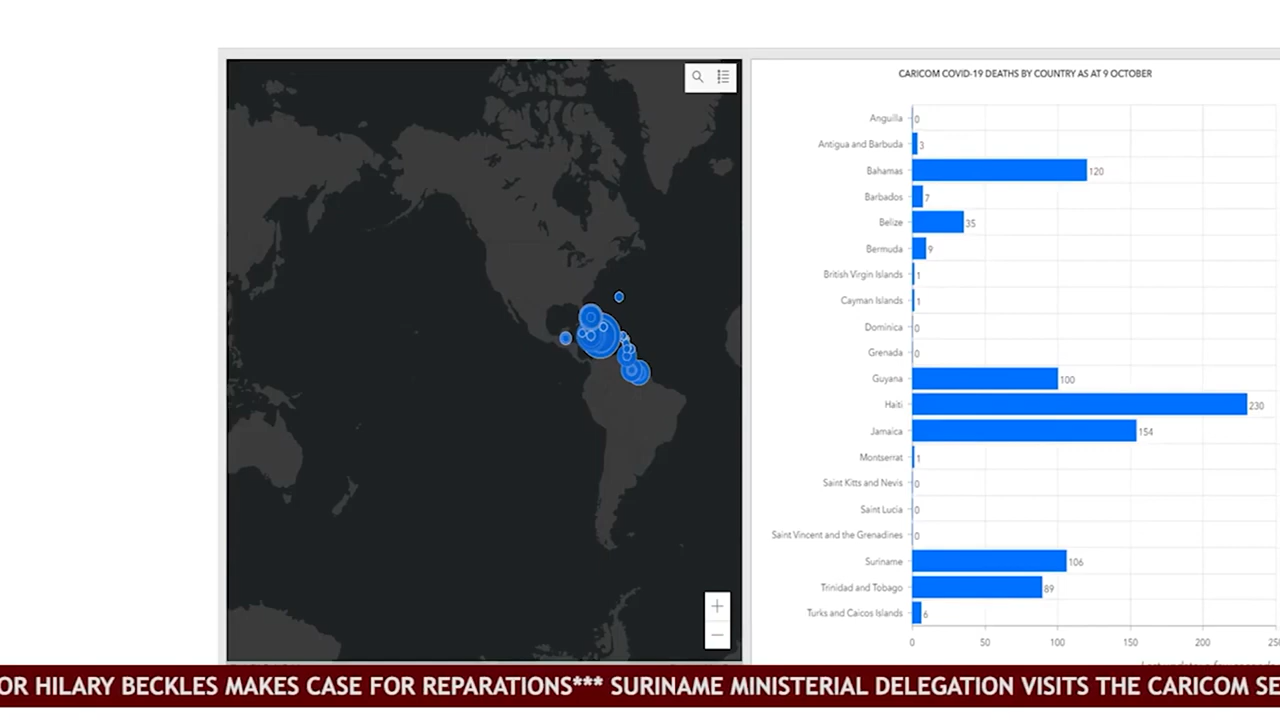 CARICOM COVID-19 DEATHS BY COUNTRY AS AT 9 OCTOBER
Anguilla 0
Antigua and Barbuda 3
Bahamas 120
Barbados 7
Belize 35
Bermuda 9
British Virgin Islands 1
Cayman Islands 1
Dominica 0
Grenada 0
Guyana 100
Haiti 230
Jamaica 154
Montserrat 1
Saint Kitts and Nevis 0
Saint Lucia 0
Saint Vincent and the Grenadines 0
Suriname 106
Trinidad and Tobago 89
Turks and Caicos Islands 6
0 50 100 150 200
OR HILARY BECKLES MAKES CASE FOR REPARATIONS*** SURINAME MINISTERIAL DELEGATION VISITS THE CARICOM SE